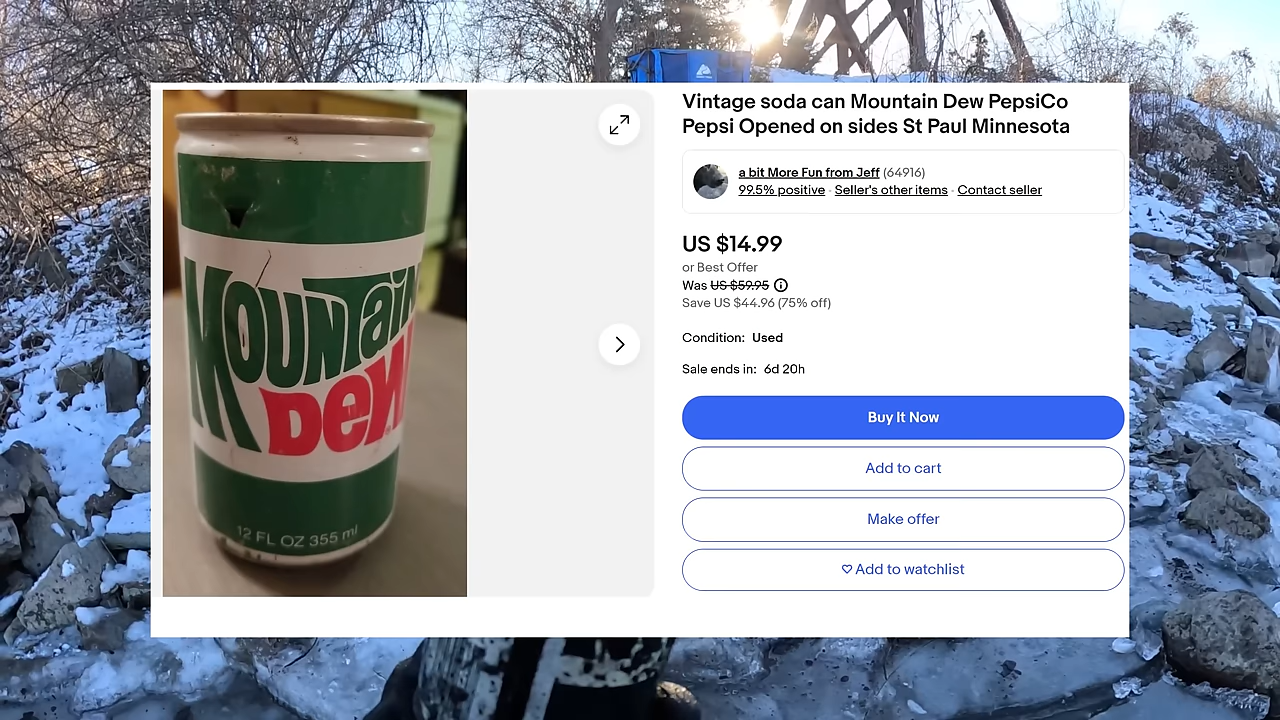 Vintage soda can Mountain Dew PepsiCo
Pepsi Opened on sides St Paul Minnesota
a bit More Fun from Jeff (64916)
99.5% positive · Seller's other items · Contact seller
US $14.99
or Best Offer
Was US $59.95
Save US $44.96 (75% off)
Condition: Used
Sale ends in: 6d 20h
Buy It Now
Add to cart
Make offer
Add to watchlist
MOUNTAIN
DEW
12 FL OZ 355 ml